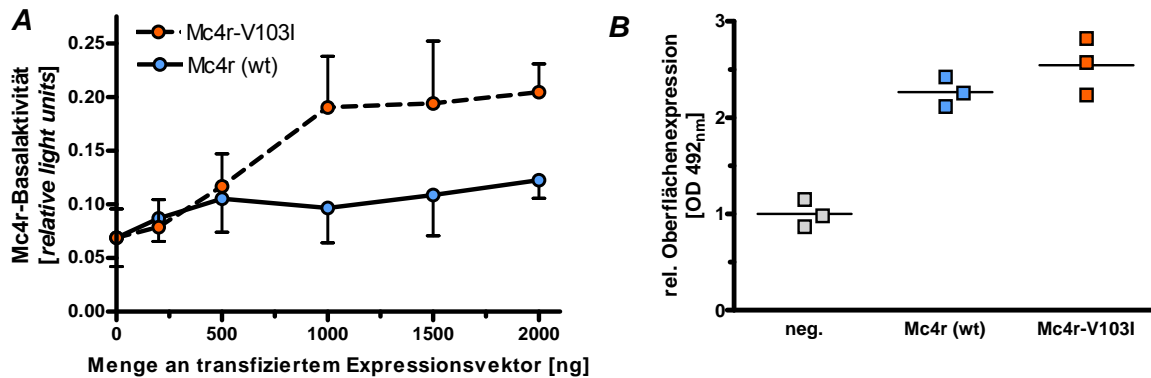 A
Mc4r-V103I
Mc4r (wt)
Mc4r-Basalaktivität
[relative light units]
0.25
0.20
0.15
0.10
0.05
0.00
0
500
1000
1500
2000
Menge an transfiziertem Expressionsvektor [ng]
B
rel. Oberflächenexpression
[OD 492nm]
3
2
1
0
neg.
Mc4r (wt)
Mc4r-V103I